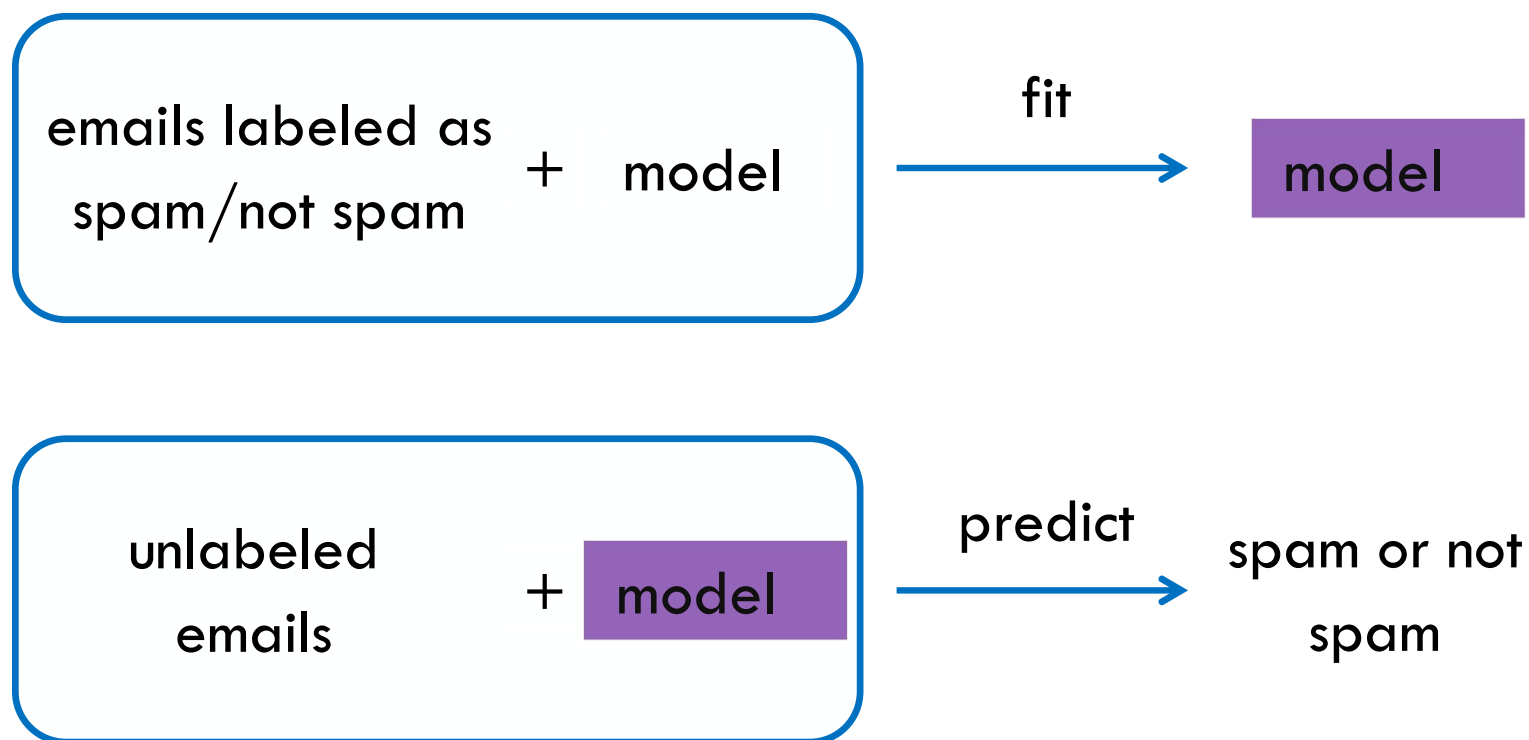 fit
emails labeled as
spam/not spam
+ model
model
predict
unlabeled
emails
+ model
spam or not
spam